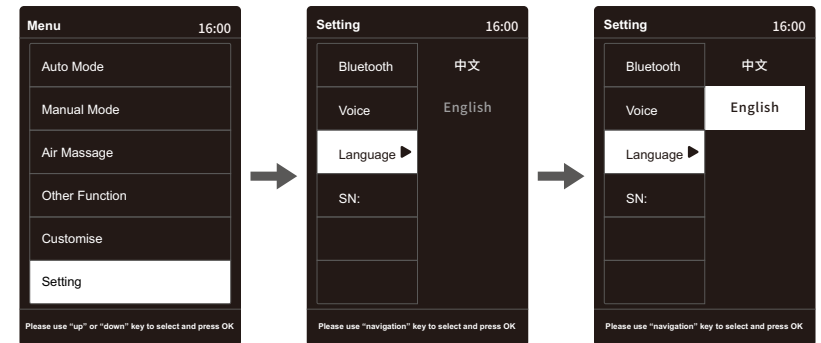 Menu 16:00
Auto Mode
Manual Mode
Air Massage
Other Function
Customise
Setting
Please use “up” or “down” key to select and press OK
Setting 16:00
Bluetooth 中文
Voice English
Language
SN:
Please use “navigation” key to select and press OK
Setting 16:00
Bluetooth 中文
Voice English
Language
SN:
Please use “navigation” key to select and press OK